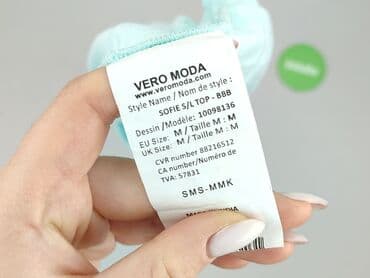 VERO MODA
www.veromoda.com
Style Name / Nom de style :
SOFIE S/L TOP - BBB
Dessin /Modèle: 10098136
EU Size: M / Taille M : M
UK Size: M / Taille M : M
CVR number 88216512
CA number/Numéro de
TVA: 57831
SMS-MMK